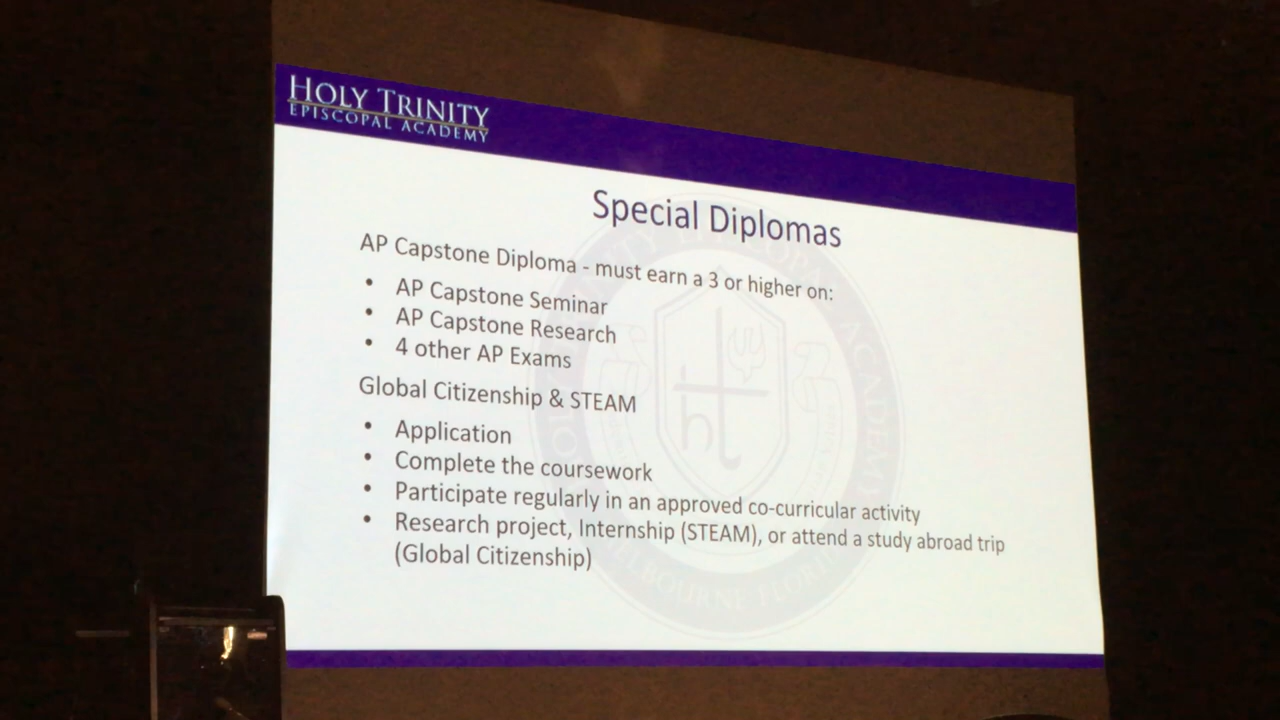 HOLY TRINITY
EPISCOPAL ACADEMY
Special Diplomas
AP Capstone Diploma - must earn a 3 or higher on:
• AP Capstone Seminar
• AP Capstone Research
• 4 other AP Exams
Global Citizenship & STEAM
• Application
• Complete the coursework
• Participate regularly in an approved co-curricular activity
• Research project, Internship (STEAM), or attend a study abroad trip
(Global Citizenship)